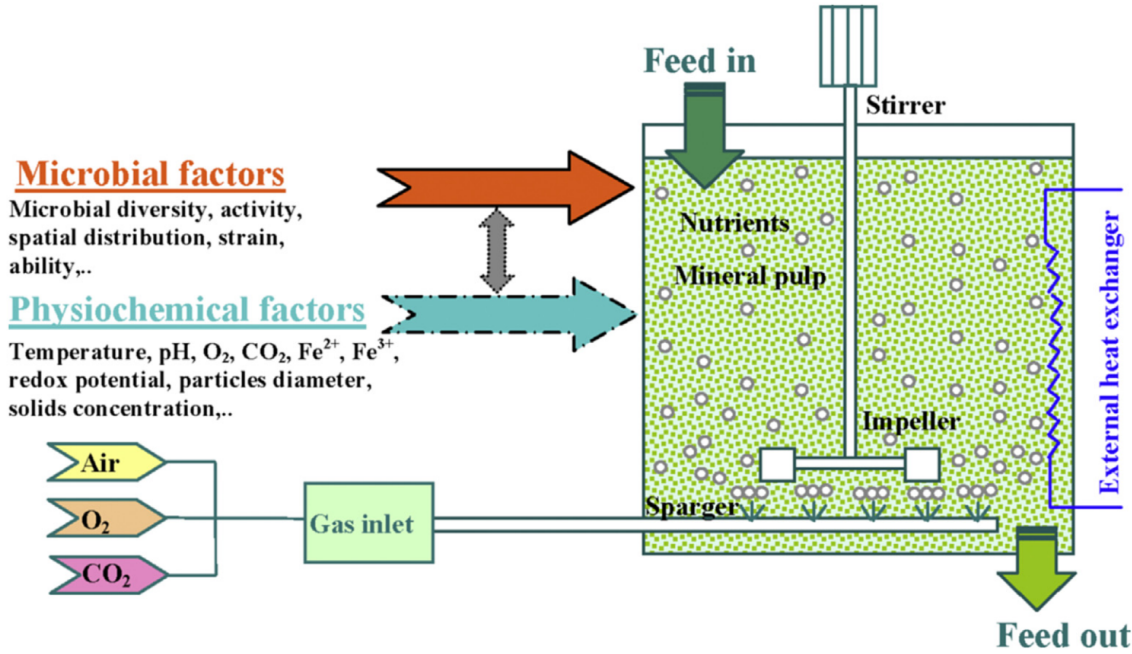 Feed in
Stirrer
Microbial factors
Microbial diversity, activity,
spatial distribution, strain,
ability,..
Nutrients
Mineral pulp
Physiochemical factors
Temperature, pH, O₂, CO₂, Fe²⁺, Fe³⁺,
redox potential, particles diameter,
solids concentration,..
External heat exchanger
Impeller
Air
O₂
CO₂
Gas inlet
Sparger
Feed out